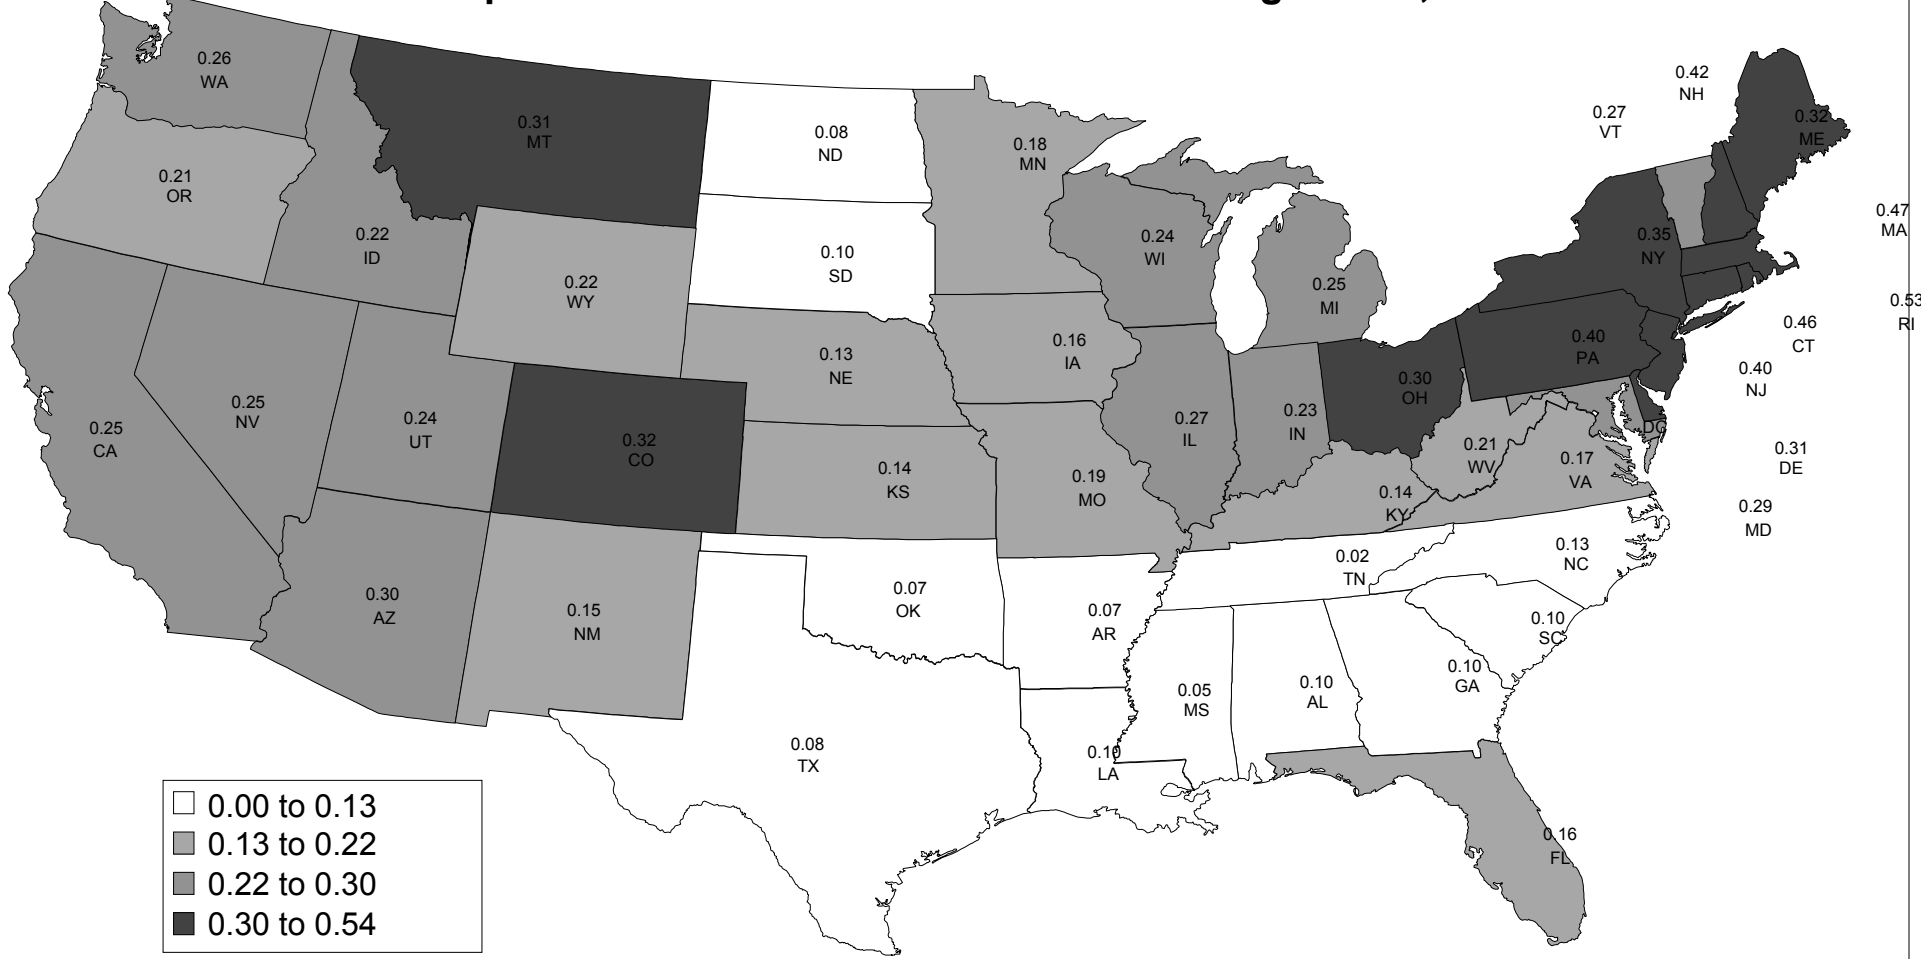 0.26
WA
0.31
MT
0.08
ND
0.18
MN
0.27
VT
0.42
NH
0.32
ME
0.21
OR
0.22
ID
0.22
WY
0.10
SD
0.24
WI
0.25
MI
0.35
NY
0.47
MA
0.53
RI
0.46
CT
0.40
NJ
0.40
PA
0.16
IA
0.13
NE
0.25
CA
0.25
NV
0.24
UT
0.32
CO
0.14
KS
0.19
MO
0.27
IL
0.23
IN
0.30
OH
0.21
WV
0.17
VA
DC
0.31
DE
0.29
MD
0.14
KY
0.30
AZ
0.15
NM
0.07
OK
0.07
AR
0.02
TN
0.13
NC
0.10
SC
0.08
TX
0.10
LA
0.05
MS
0.10
AL
0.10
GA
0.16
FL
0.00 to 0.13
0.13 to 0.22
0.22 to 0.30
0.30 to 0.54